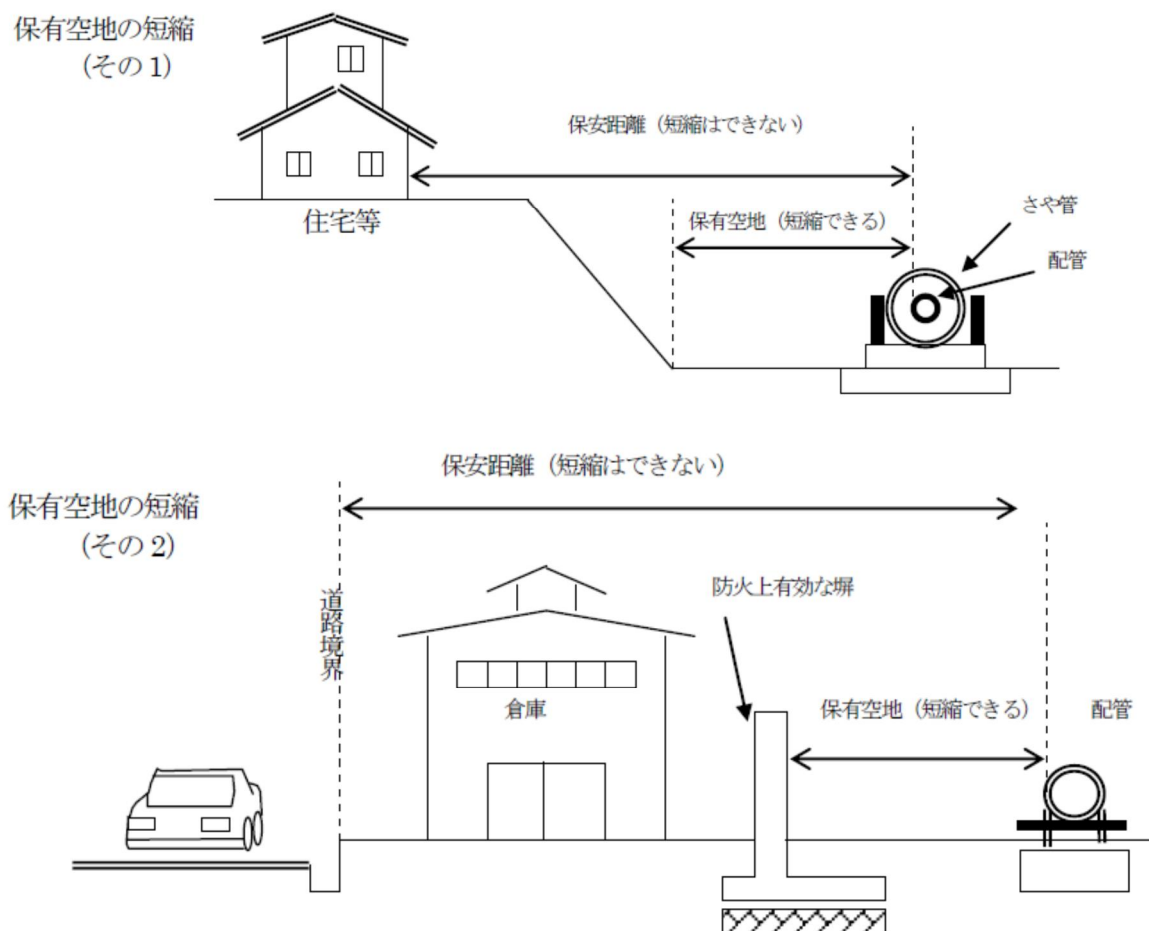 保有空地の短縮
(その1)
保安距離（短縮はできない）
保有空地（短縮できる）
さや管
配管
住宅等
保安距離（短縮はできない）
保有空地の短縮
(その2)
道路境界
防火上有効な塀
倉庫
保有空地（短縮できる）
配管